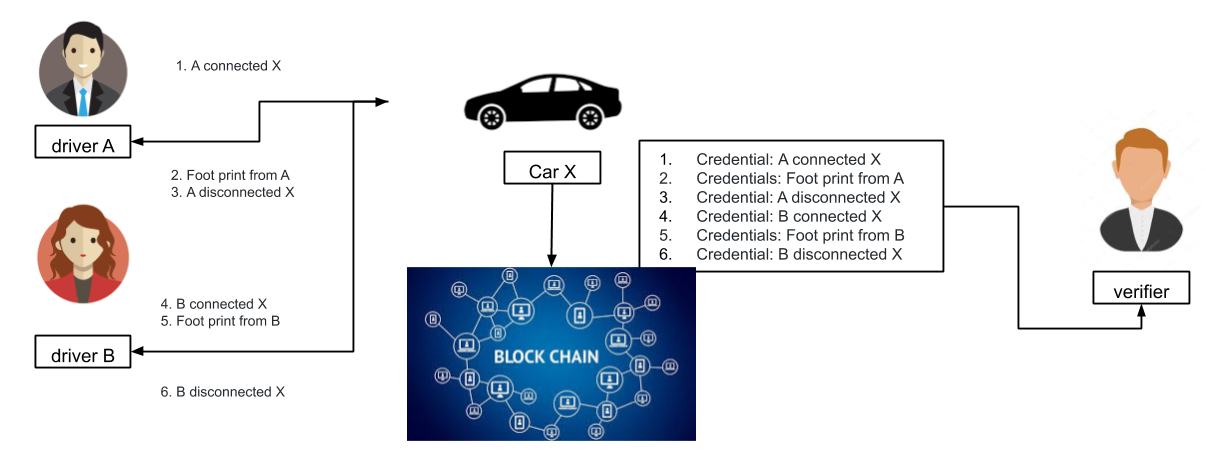 1. A connected X
driver A
2. Foot print from A
3. A disconnected X
4. B connected X
5. Foot print from B
driver B
6. B disconnected X
Car X
BLOCK CHAIN
1. Credential: A connected X
2. Credentials: Foot print from A
3. Credential: A disconnected X
4. Credential: B connected X
5. Credentials: Foot print from B
6. Credential: B disconnected X
verifier